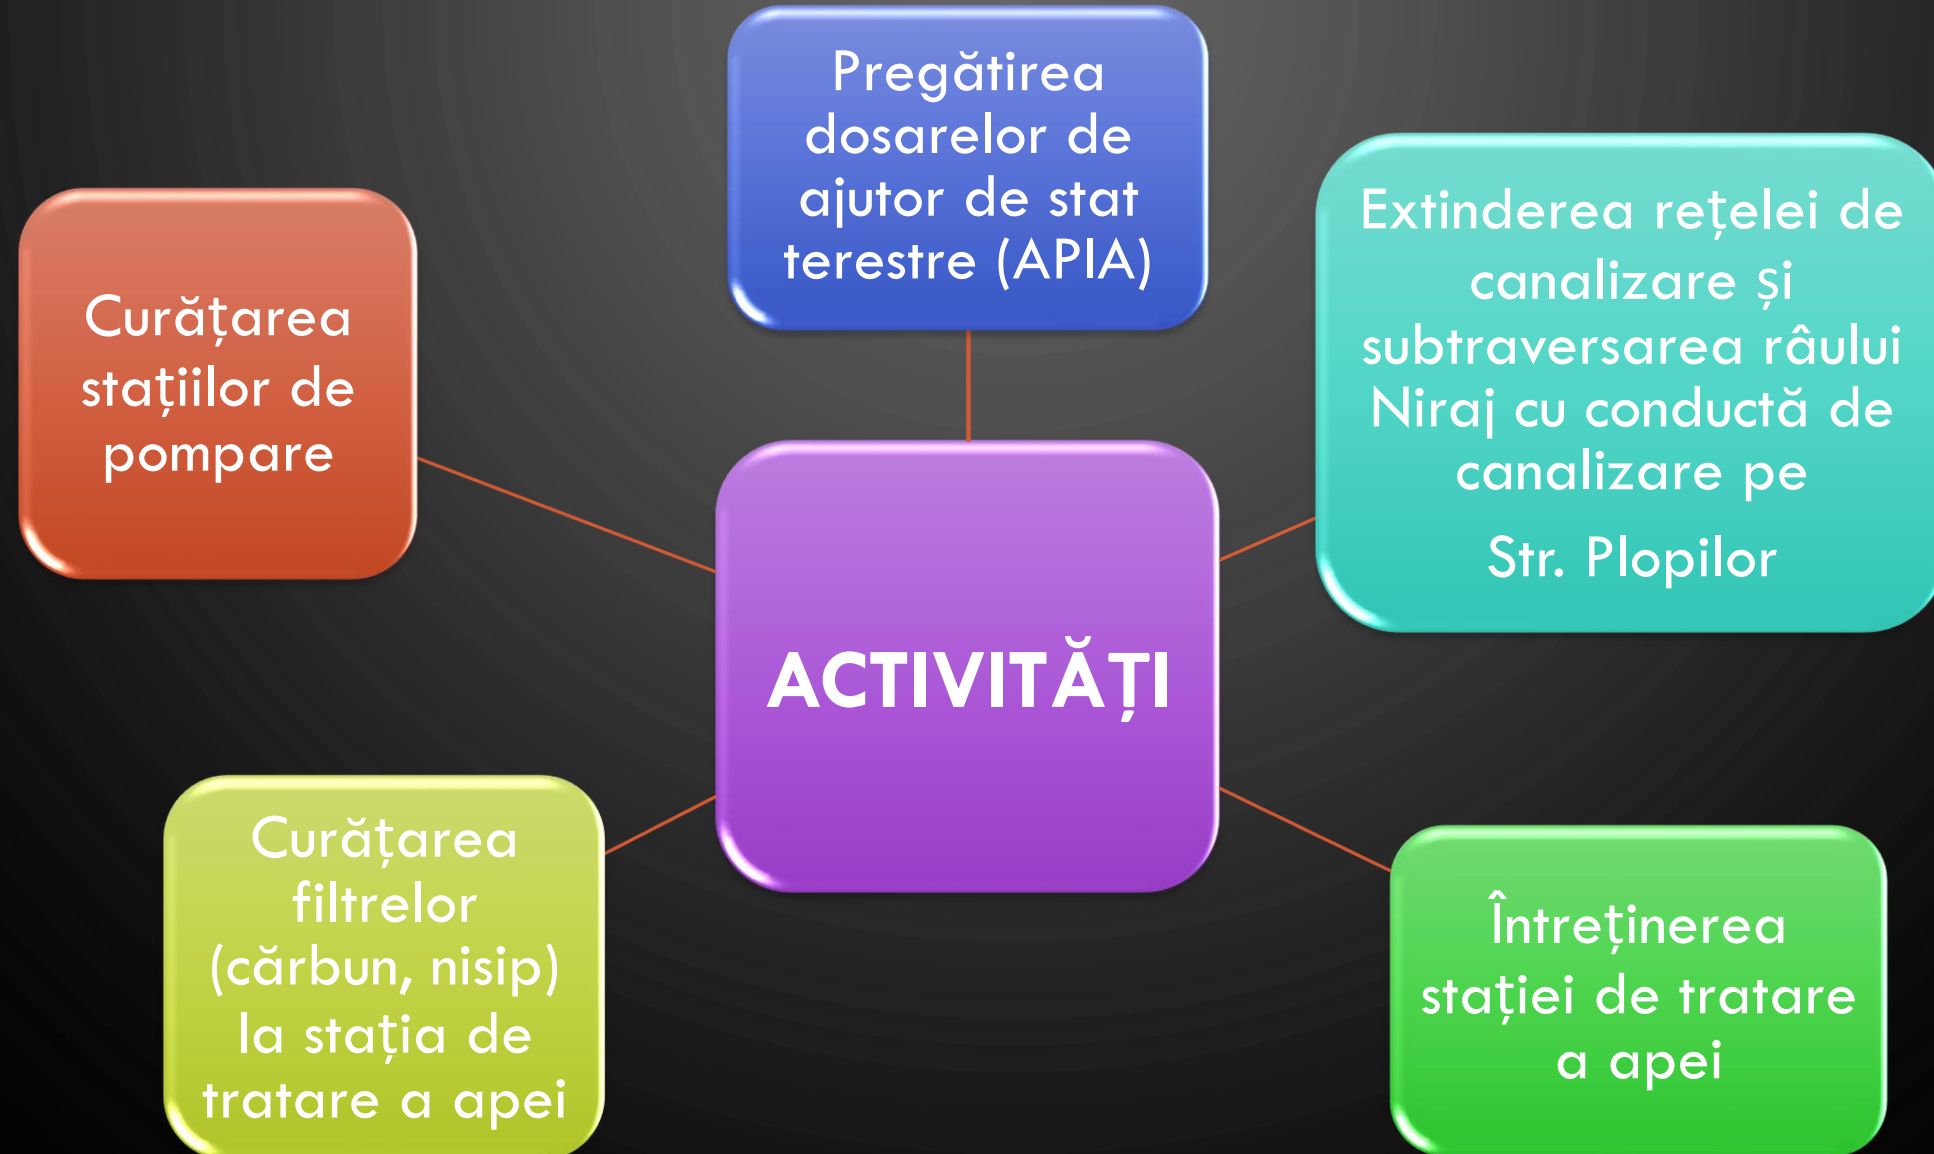 Pregătirea
dosarelor de
ajutor de stat
terestre (APIA)
Curățarea
stațiilor de
pompare
Extinderea rețelei de
canalizare și
subtraversarea râului
Niraj cu conductă de
canalizare pe
Str. Plopilor
ACTIVITĂȚI
Curățarea
filtrelor
(cărbun, nisip)
la stația de
tratare a apei
Întreținerea
stației de tratare
a apei